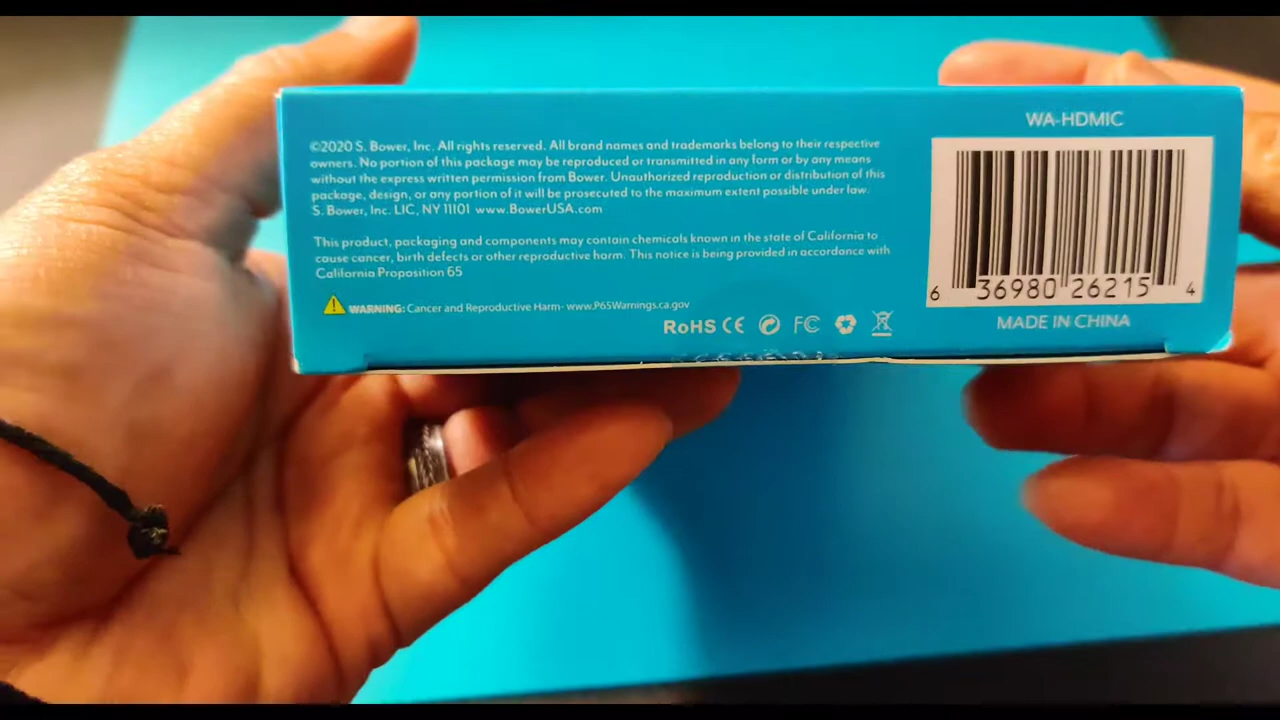 ©2020 S. Bower, Inc. All rights reserved. All brand names and trademarks belong to their respective
owners. No portion of this package may be reproduced or transmitted in any form or by any means
without the express written permission from Bower. Unauthorized reproduction or distribution of this
package, design, or any portion of it will be prosecuted to the maximum extent possible under law.
S. Bower, Inc. LIC, NY 11101 www.BowerUSA.com
This product, packaging and components may contain chemicals known in the state of California to
cause cancer, birth defects or other reproductive harm. This notice is being provided in accordance with
California Proposition 65
WARNING: Cancer and Reproductive Harm- www.P65Warnings.ca.gov
RoHS CE FC
WA-HDMIC
6 36980 26215 4
MADE IN CHINA